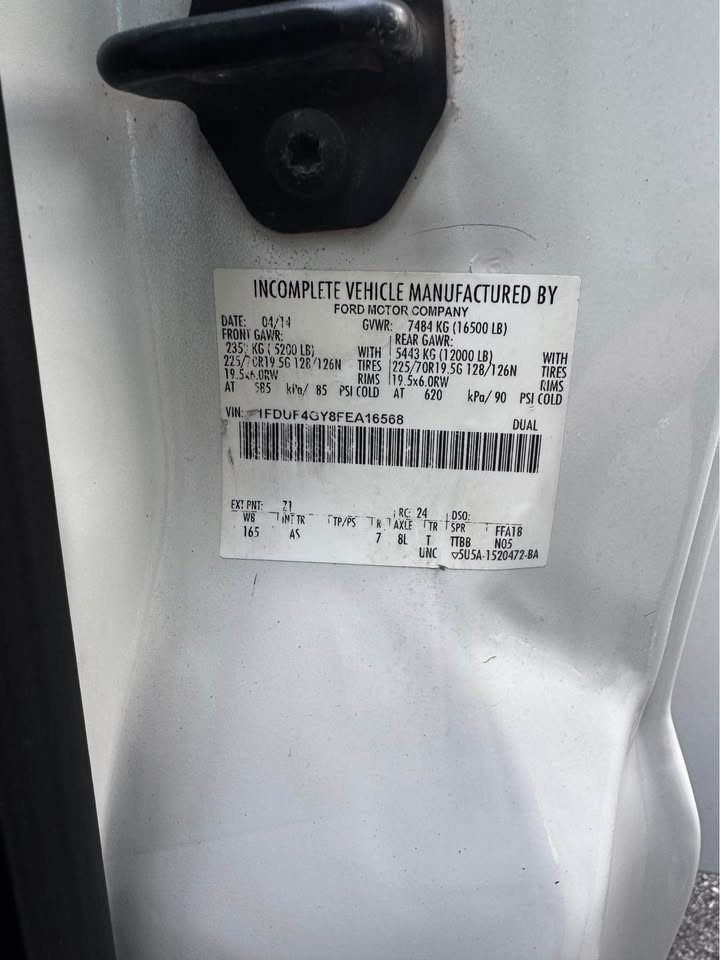 INCOMPLETE VEHICLE MANUFACTURED BY
FORD MOTOR COMPANY
DATE: 04/14 GVWR: 7484 KG (16500 LB)
FRONT GAWR: REAR GAWR:
KG (5200 LB) WITH 5443 KG (12000 LB) WITH
225/70R19.5G 128/126N TIRES 225/70R19.5G 128/126N TIRES
19.5x6.0RW RIMS 19.5x6.0RW RIMS
AT 585 kPa/ 85 PSI COLD AT 620 kPa/ 90 PSI COLD
VIN: 1FDUF4GY8FEA16568 DUAL
EXT PNT: Z1 RC: 24 DSO:
WB INT TR TP/PS R AXLE TR SPR FFA18
165 AS 7 8L T TTBB N05
UNC ▽5U5A-1520472-BA